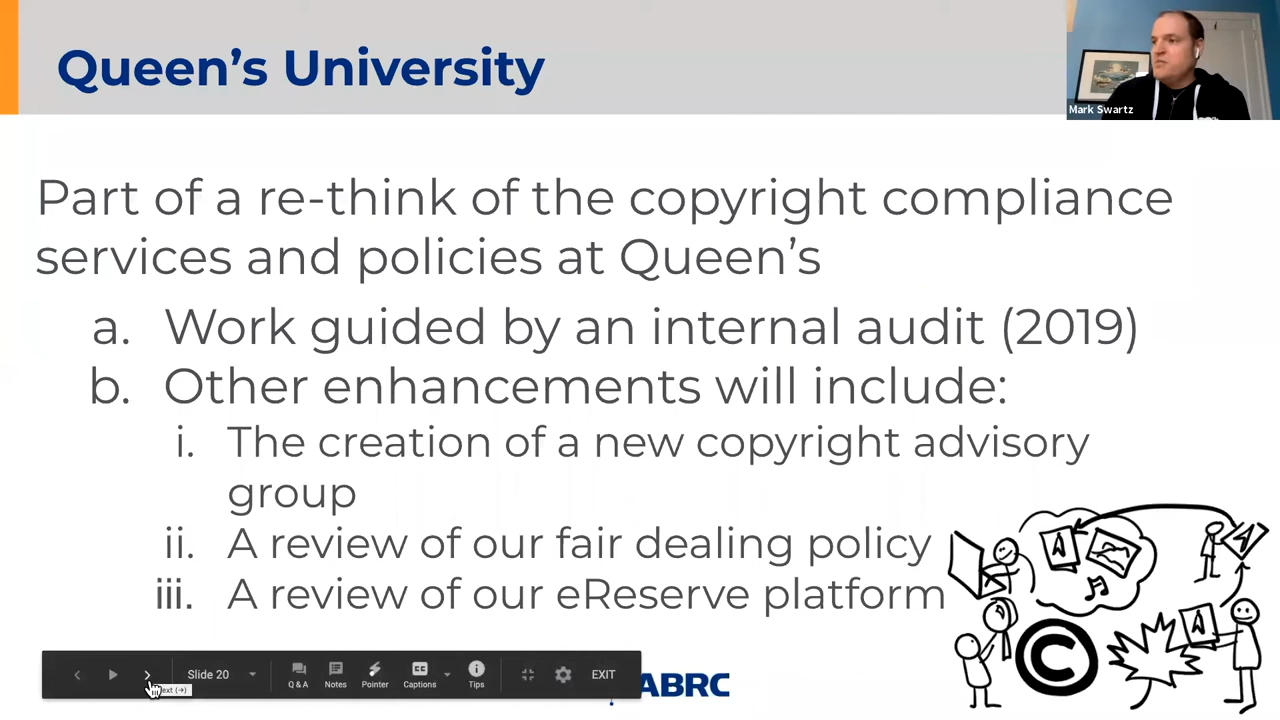 Queen's University
Mark Swartz
Part of a re-think of the copyright compliance
services and policies at Queen's
a. Work guided by an internal audit (2019)
b. Other enhancements will include:
i. The creation of a new copyright advisory
group
ii. A review of our fair dealing policy
iii. A review of our eReserve platform
Slide 20
Q & A
Notes
Pointer
CC
Captions
Tips
EXIT
ABRC
©